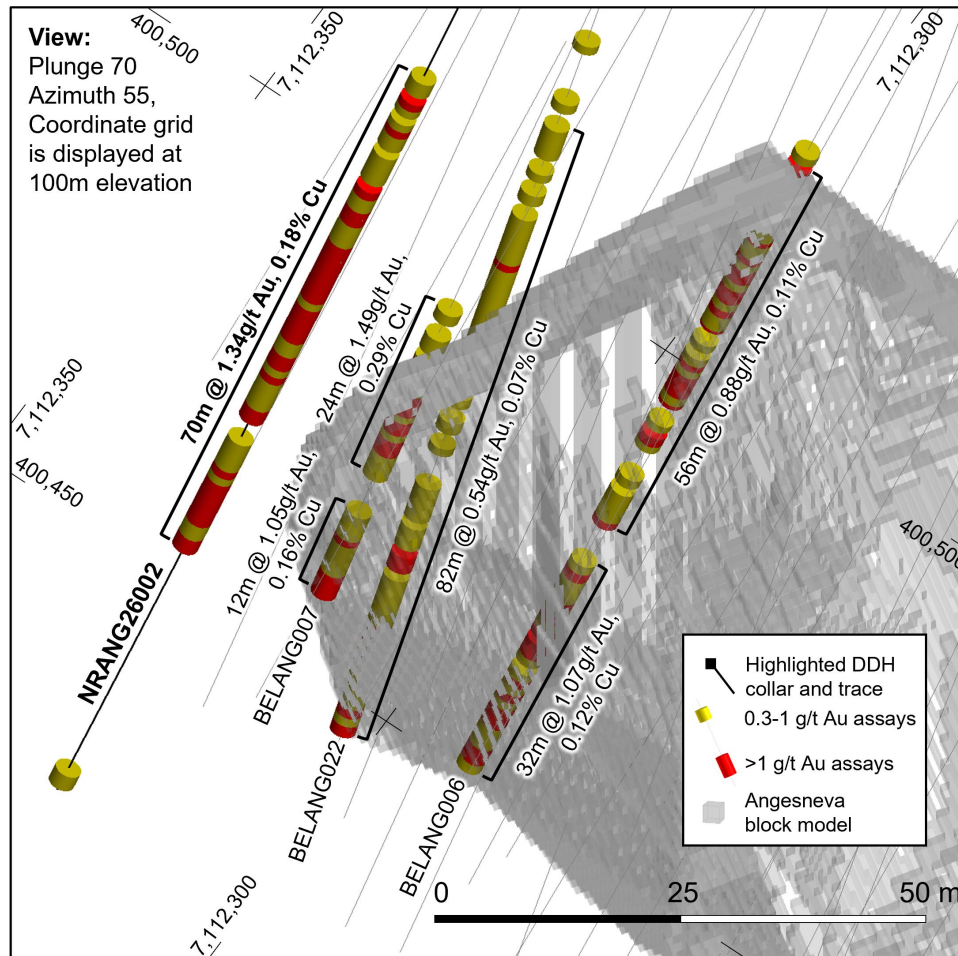 View:
Plunge 70
Azimuth 55,
Coordinate grid
is displayed at
100m elevation
400,500
7,112,350
7,112,300
70m @ 1.34g/t Au, 0.18% Cu
24m @ 1.49g/t Au,
0.29% Cu
82m @ 0.54g/t Au, 0.07% Cu
56m @ 0.88g/t Au, 0.11% Cu
7,112,350
400,450
12m @ 1.05g/t Au,
0.16% Cu
400,500
NRANG26002
BELANG007
BELANG022
BELANG006
32m @ 1.07g/t Au,
0.12% Cu
7,112,300
Highlighted DDH
collar and trace
0.3-1 g/t Au assays
>1 g/t Au assays
Angesneva
block model
0 25 50 m